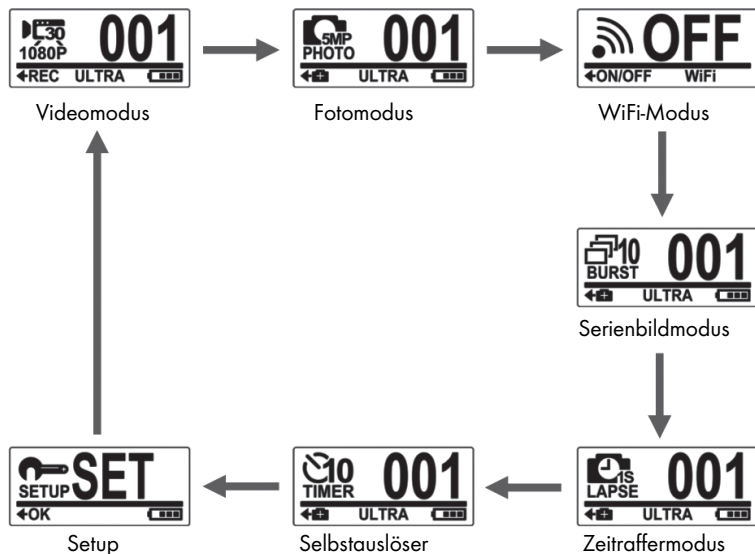 30 1080P 001
REC ULTRA
Videomodus
5MP PHOTO 001
ULTRA
Fotomodus
OFF
ON/OFF WiFi
WiFi-Modus
10 BURST 001
ULTRA
Serienbildmodus
1S LAPSE 001
ULTRA
Zeitraffermodus
10 TIMER 001
ULTRA
Selbstauslöser
SETUP SET
OK
Setup